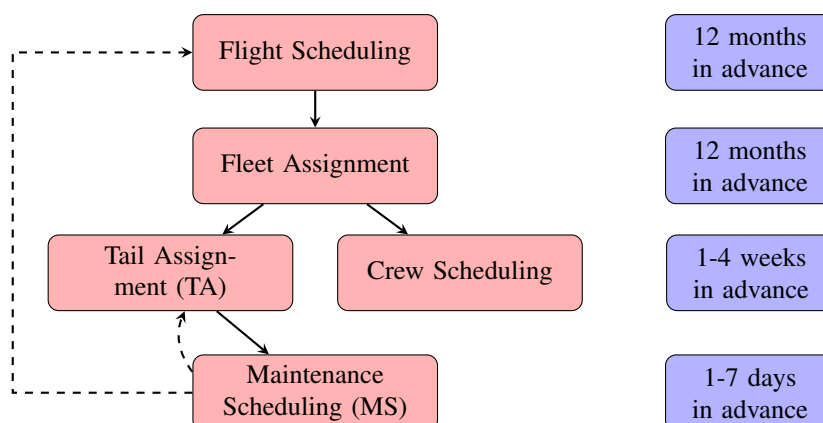 Flight Scheduling
12 months
in advance
Fleet Assignment
12 months
in advance
Tail Assign-
ment (TA)
Crew Scheduling
1-4 weeks
in advance
Maintenance
Scheduling (MS)
1-7 days
in advance